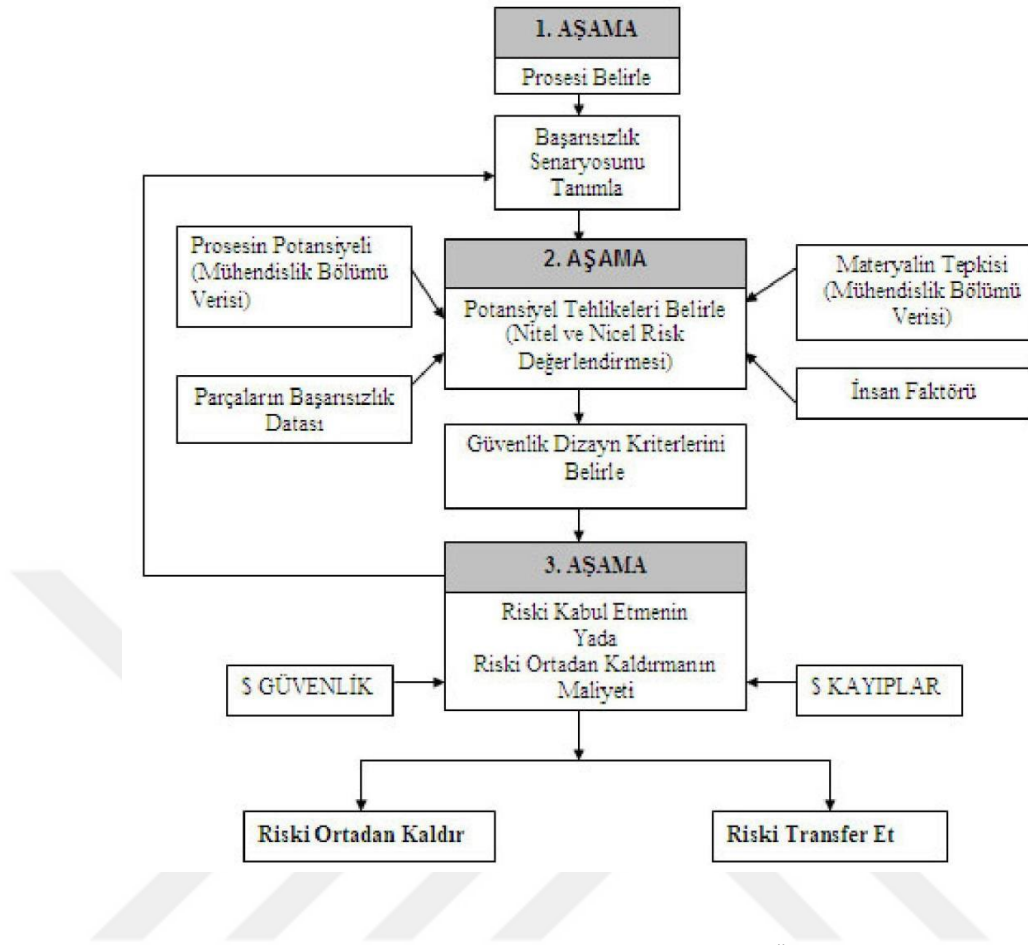 1. AŞAMA
Prosesi Belirle
Başarısızlık
Senaryosunu
Tanımla
Prosesin Potansiyeli
(Mühendislik Bölümü
Verisi)
Parçaların Başarısızlık
Datası
2. AŞAMA
Potansiyel Tehlikeleri Belirle
(Nitel ve Nicel Risk
Değerlendirmesi)
Materyalin Tepkisi
(Mühendislik Bölümü
Verisi)
İnsan Faktörü
Güvenlik Dizayn Kriterlerini
Belirle
3. AŞAMA
Riski Kabul Etmenin
Yada
Riski Ortadan Kaldırmanın
Maliyeti
$ GÜVENLİK
$ KAYIPLAR
Riski Ortadan Kaldır
Riski Transfer Et